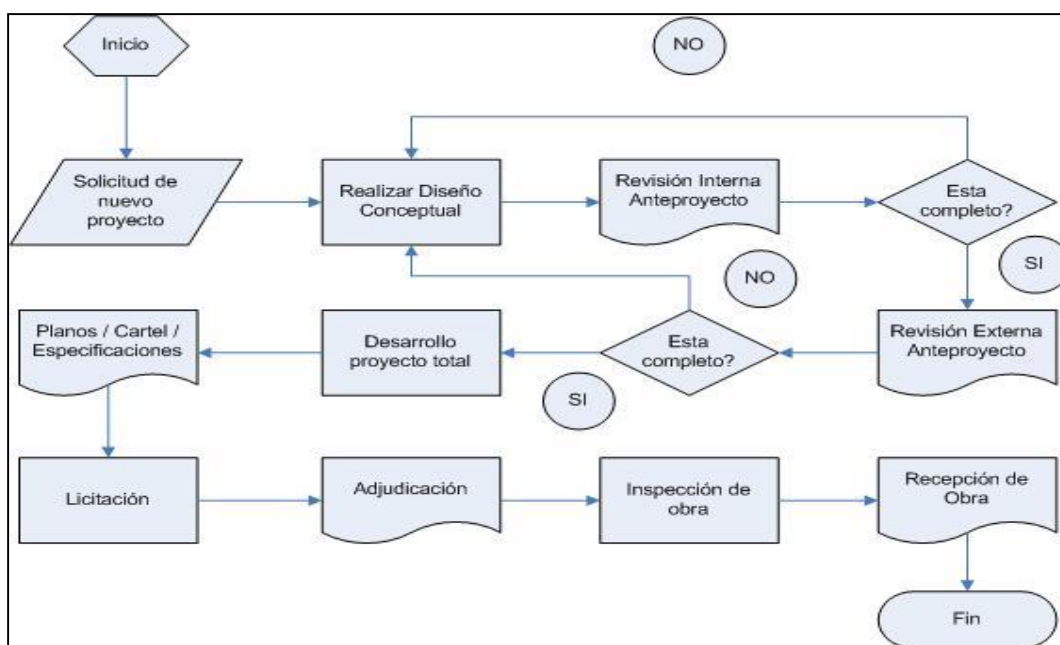 Inicio
NO
Solicitud de
nuevo
proyecto
Realizar Diseño
Conceptual
Revisión Interna
Anteproyecto
Esta
completo?
SI
NO
Planos / Cartel /
Especificaciones
Desarrollo
proyecto total
Esta
completo?
Revisión Externa
Anteproyecto
SI
Licitación
Adjudicación
Inspección de
obra
Recepción de
Obra
Fin